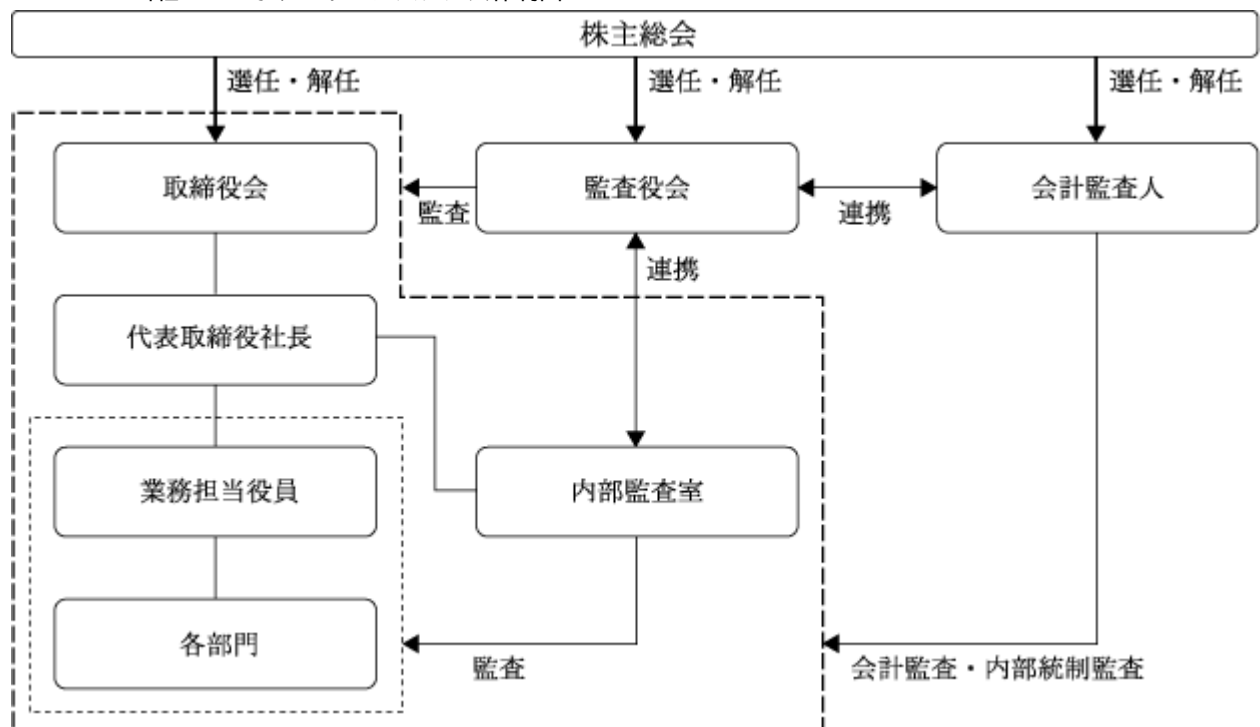 株主総会
選任・解任
選任・解任
選任・解任
取締役会
監査
監査役会
連携
会計監査人
連携
代表取締役社長
業務担当役員
内部監査室
各部門
監査
会計監査・内部統制監査